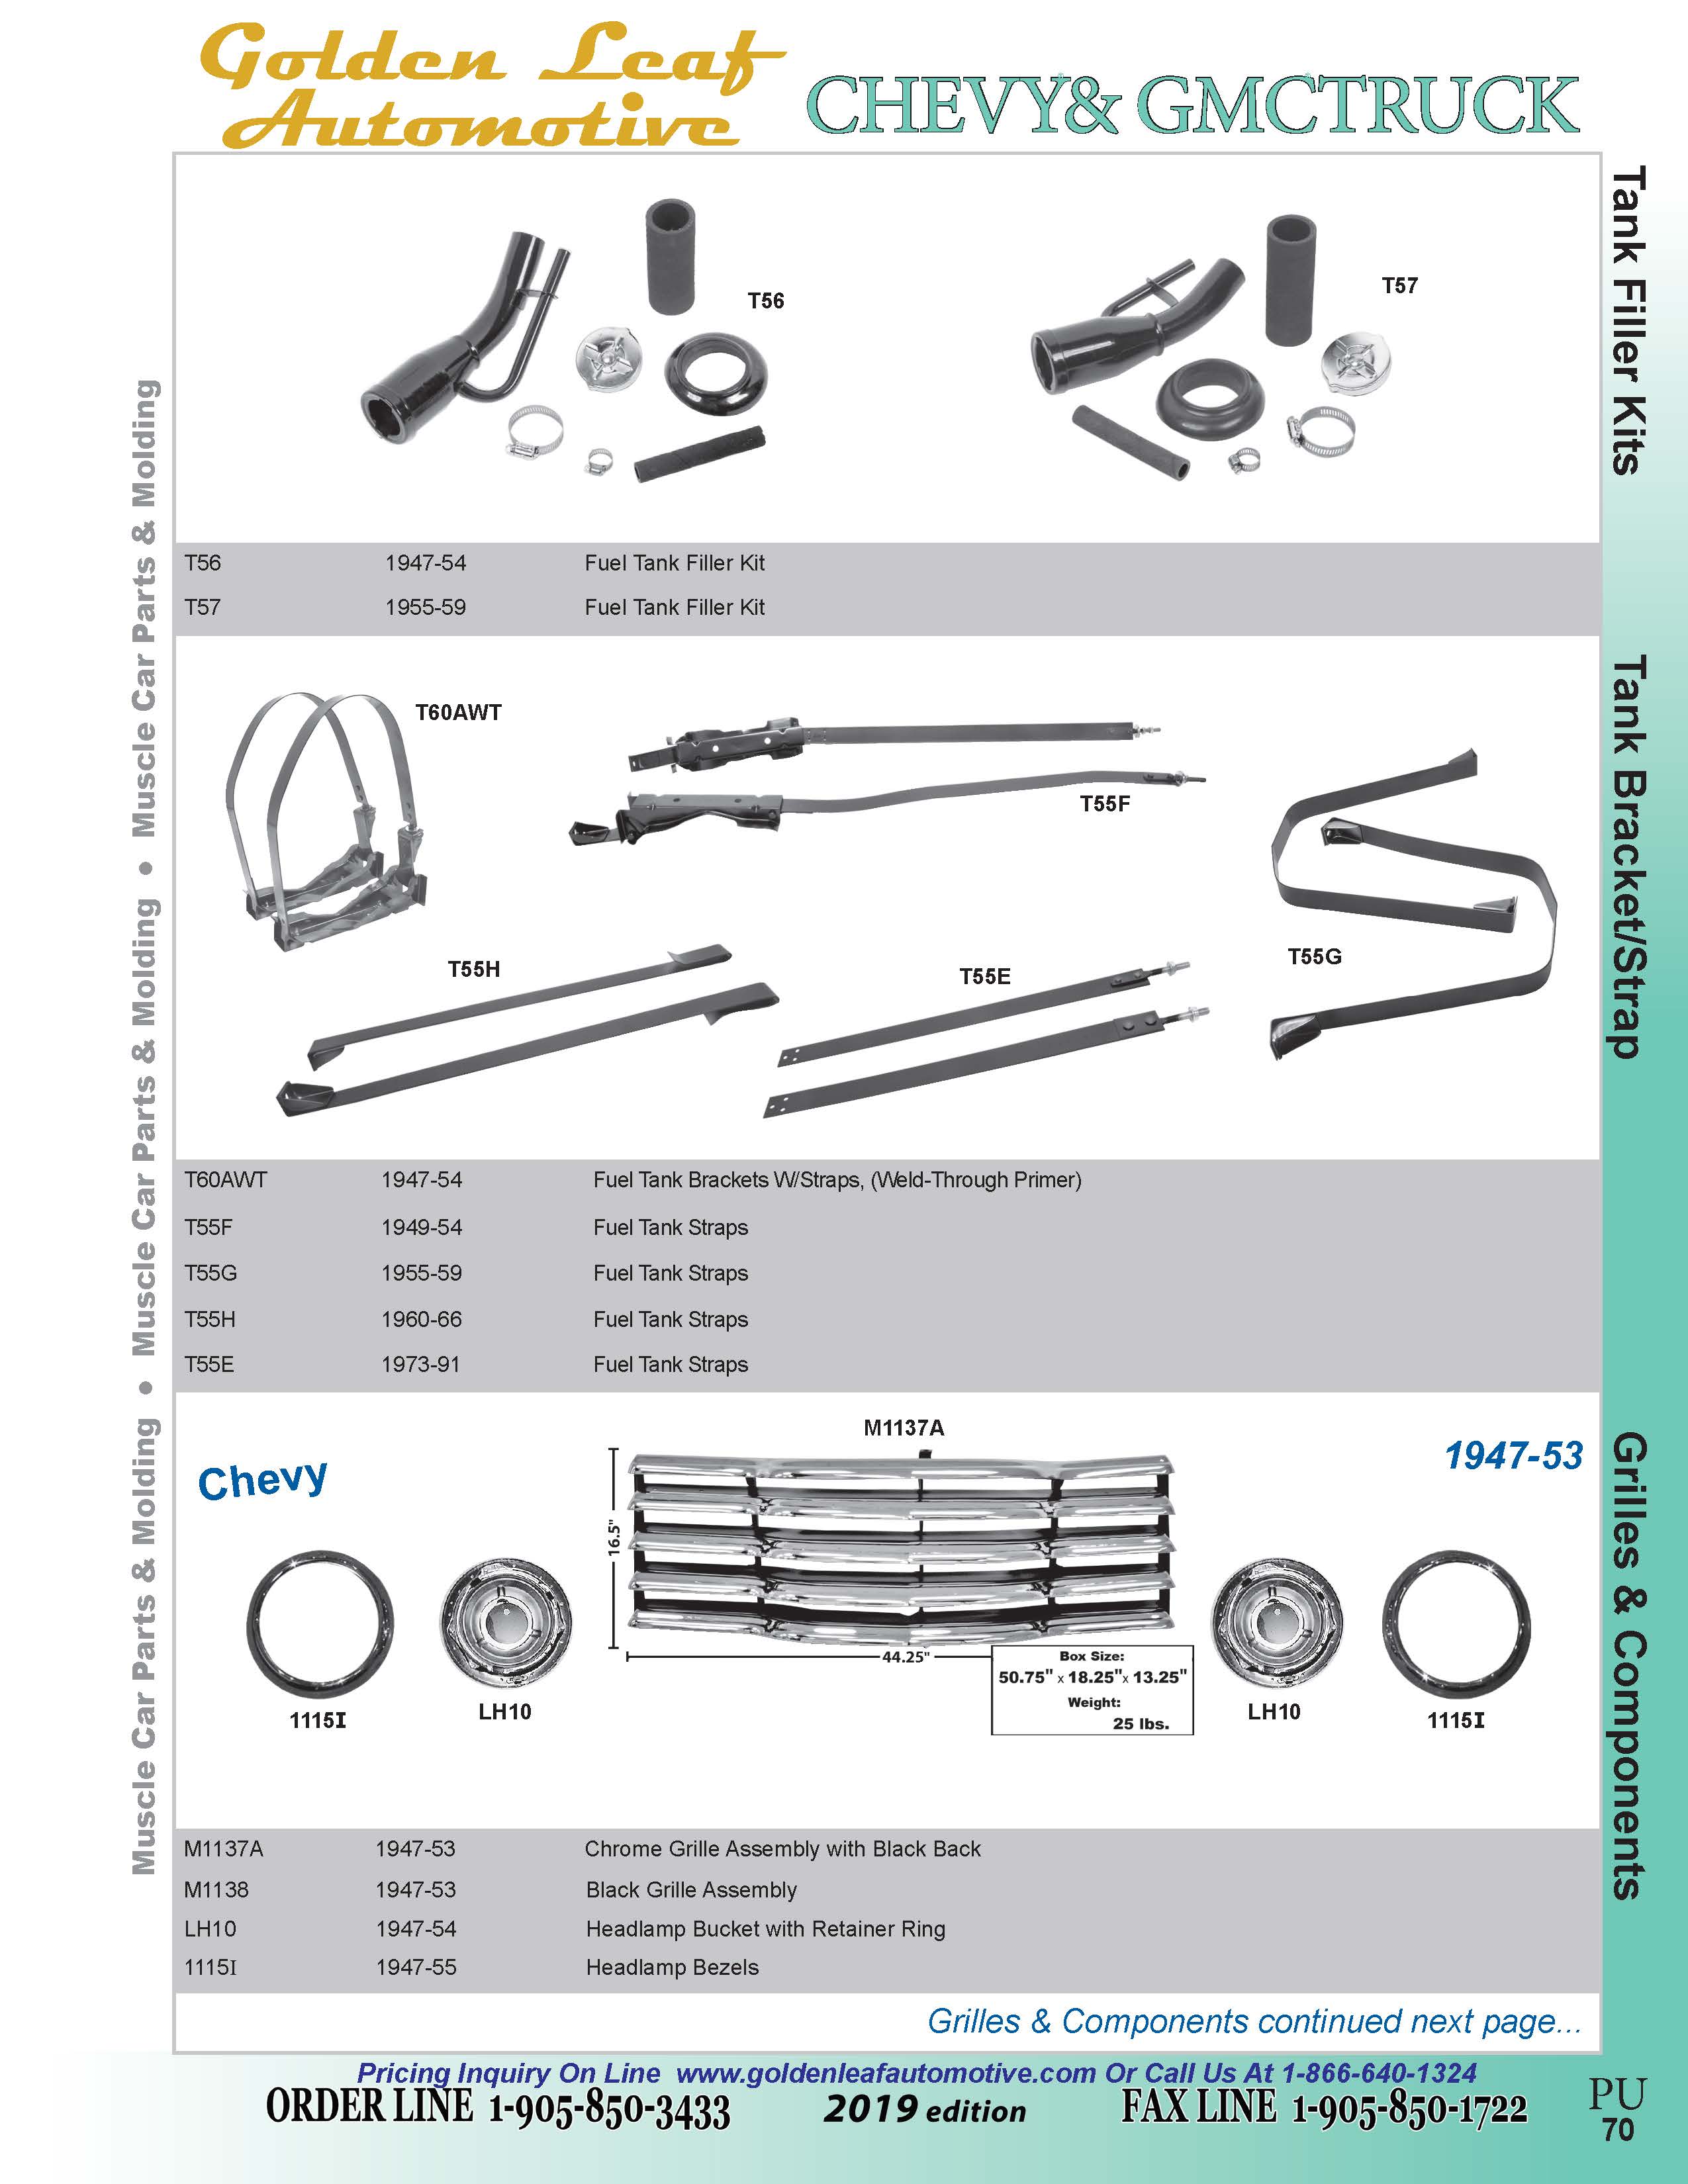 Golden Leaf
Automotive
CHEVY& GMCTRUCK
Tank Filler Kits
T56
T57
T56 1947-54 Fuel Tank Filler Kit
T57 1955-59 Fuel Tank Filler Kit
Tank Bracket/Strap
T60AWT
T55F
T55H
T55E
T55G
T60AWT 1947-54 Fuel Tank Brackets W/Straps, (Weld-Through Primer)
T55F 1949-54 Fuel Tank Straps
T55G 1955-59 Fuel Tank Straps
T55H 1960-66 Fuel Tank Straps
T55E 1973-91 Fuel Tank Straps
Grilles & Components
Chevy
M1137A
1947-53
16.5"
44.25"
Box Size:
50.75" x 18.25"x 13.25"
Weight:
25 lbs.
1115I
LH10
LH10
1115I
M1137A 1947-53 Chrome Grille Assembly with Black Back
M1138 1947-53 Black Grille Assembly
LH10 1947-54 Headlamp Bucket with Retainer Ring
1115I 1947-55 Headlamp Bezels
Grilles & Components continued next page...
Muscle Car Parts & Molding • Muscle Car Parts & Molding • Muscle Car Parts & Molding
Pricing Inquiry On Line www.goldenleafautomotive.com Or Call Us At 1-866-640-1324
ORDER LINE 1-905-850-3433 2019 edition FAX LINE 1-905-850-1722
PU
70